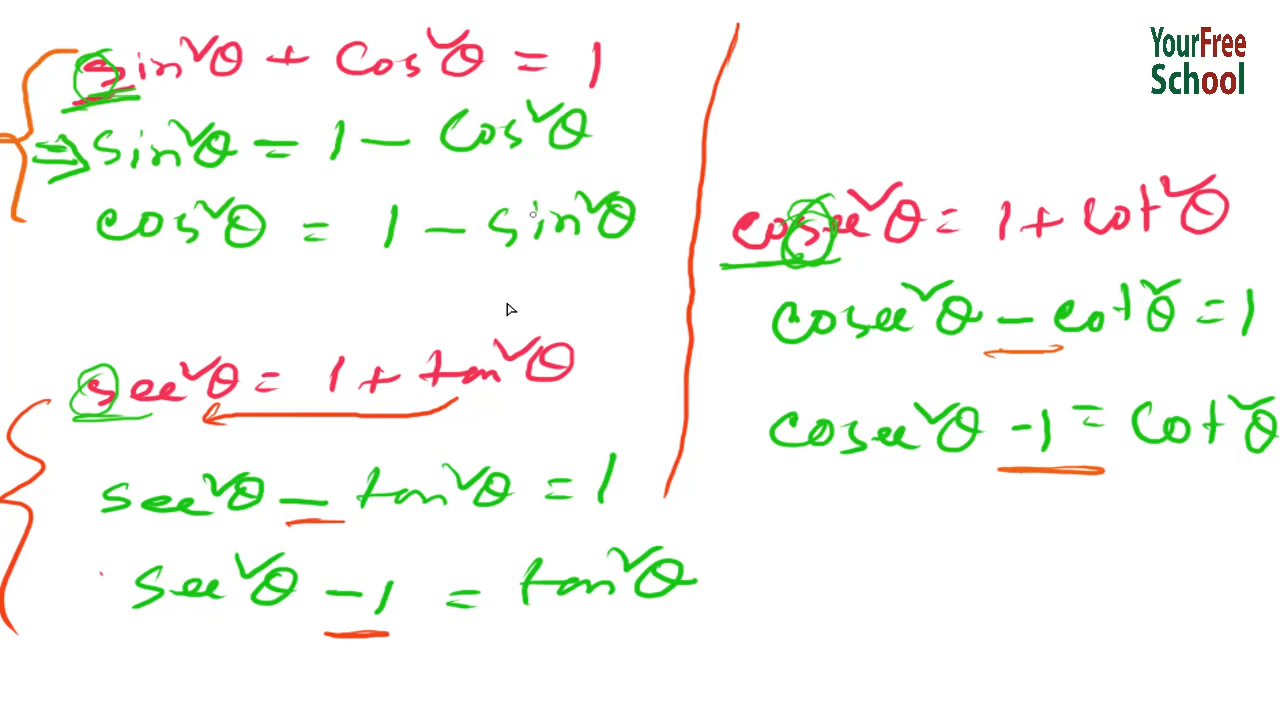 sin²θ + cos²θ = 1
⇒ sin²θ = 1 − cos²θ
cos²θ = 1 − sin²θ
sec²θ = 1 + tan²θ
sec²θ − tan²θ = 1
sec²θ − 1 = tan²θ
YourFree
School
cosec²θ = 1 + cot²θ
cosec²θ − cot²θ = 1
cosec²θ − 1 = cot²θ